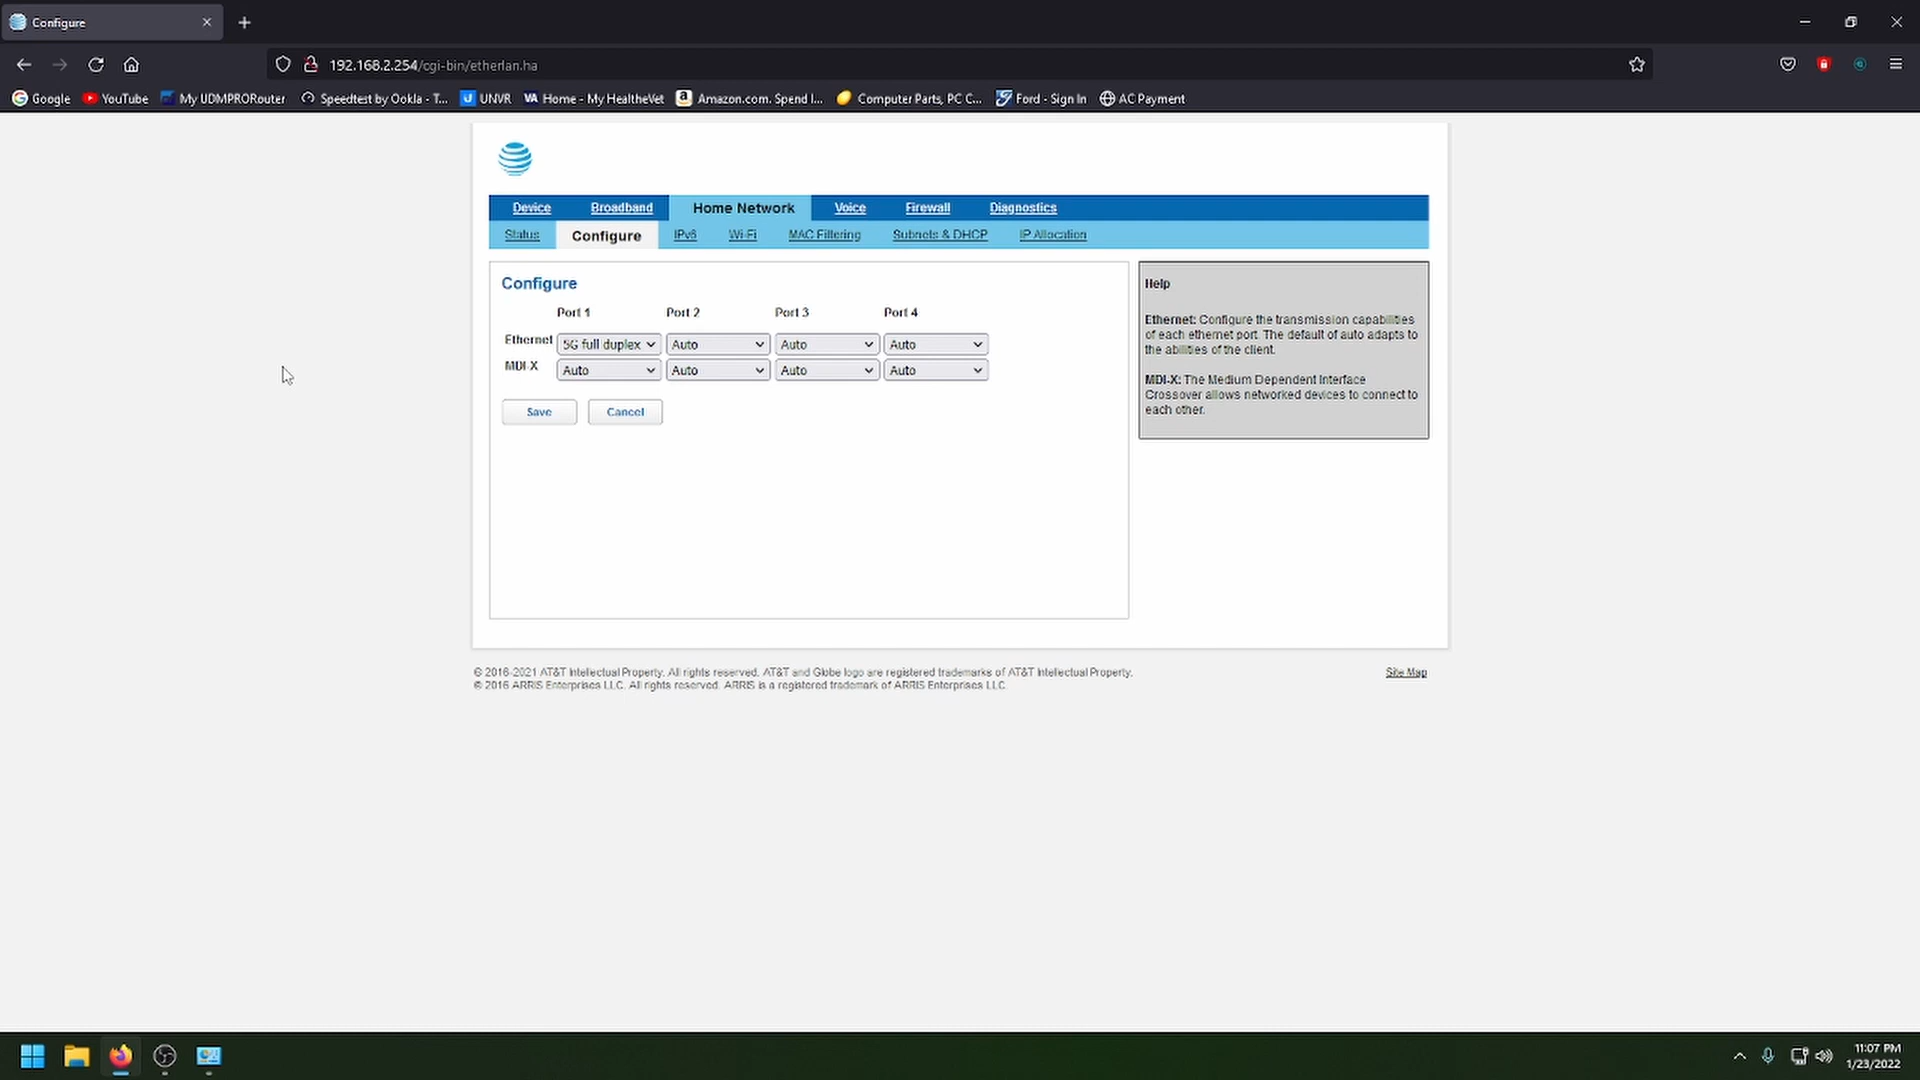 Configure
192.168.2.254/cgi-bin/etherlan.ha
Google YouTube My UDMPRORouter Speedtest by Ookla - T... UNVR Home - My HealtheVet Amazon.com. Spend l... Computer Parts, PC C... Ford - Sign In AC Payment
Device Broadband Home Network Voice Firewall Diagnostics
Status Configure IPv6 Wi-Fi MAC Filtering Subnets & DHCP IP Allocation
Configure
Port 1 Port 2 Port 3 Port 4
Ethernet 5G full duplex Auto Auto Auto
MDI-X Auto Auto Auto Auto
Save Cancel
Help
Ethernet: Configure the transmission capabilities
of each ethernet port. The default of auto adapts to
the abilities of the client.
MDI-X: The Medium Dependent Interface
Crossover allows networked devices to connect to
each other.
© 2016-2021 AT&T Intellectual Property. All rights reserved. AT&T and Globe logo are registered trademarks of AT&T Intellectual Property.
© 2016 ARRIS Enterprises LLC. All rights reserved. ARRIS is a registered trademark of ARRIS Enterprises LLC.
Site Map
11:07 PM
1/23/2022